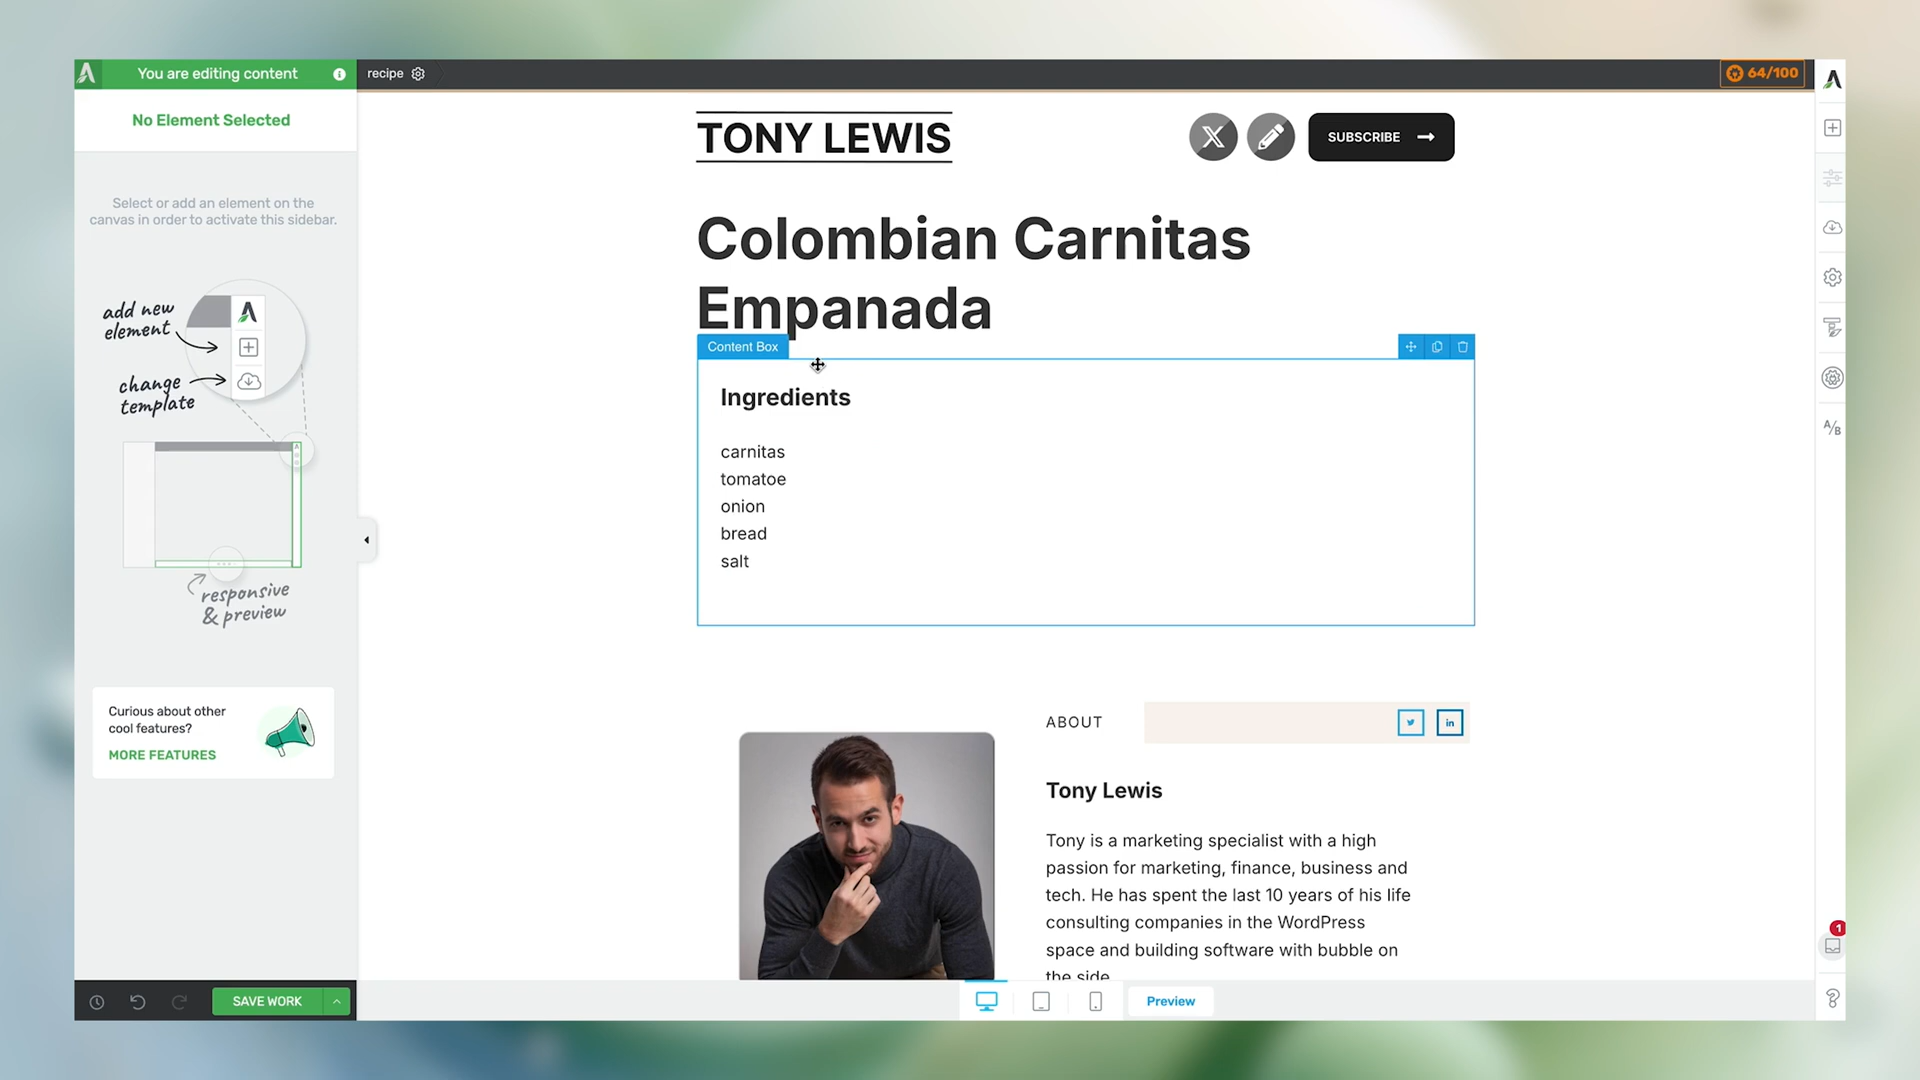 You are editing content
recipe
64/100
No Element Selected
Select or add an element on the
canvas in order to activate this sidebar.
add new
element
change
template
responsive
& preview
Curious about other
cool features?
MORE FEATURES
SAVE WORK
TONY LEWIS
SUBSCRIBE
Colombian Carnitas
Empanada
Content Box
Ingredients
carnitas
tomatoe
onion
bread
salt
ABOUT
in
Tony Lewis
Tony is a marketing specialist with a high
passion for marketing, finance, business and
tech. He has spent the last 10 years of his life
consulting companies in the WordPress
space and building software with bubble on
the side
Preview
A/B
1